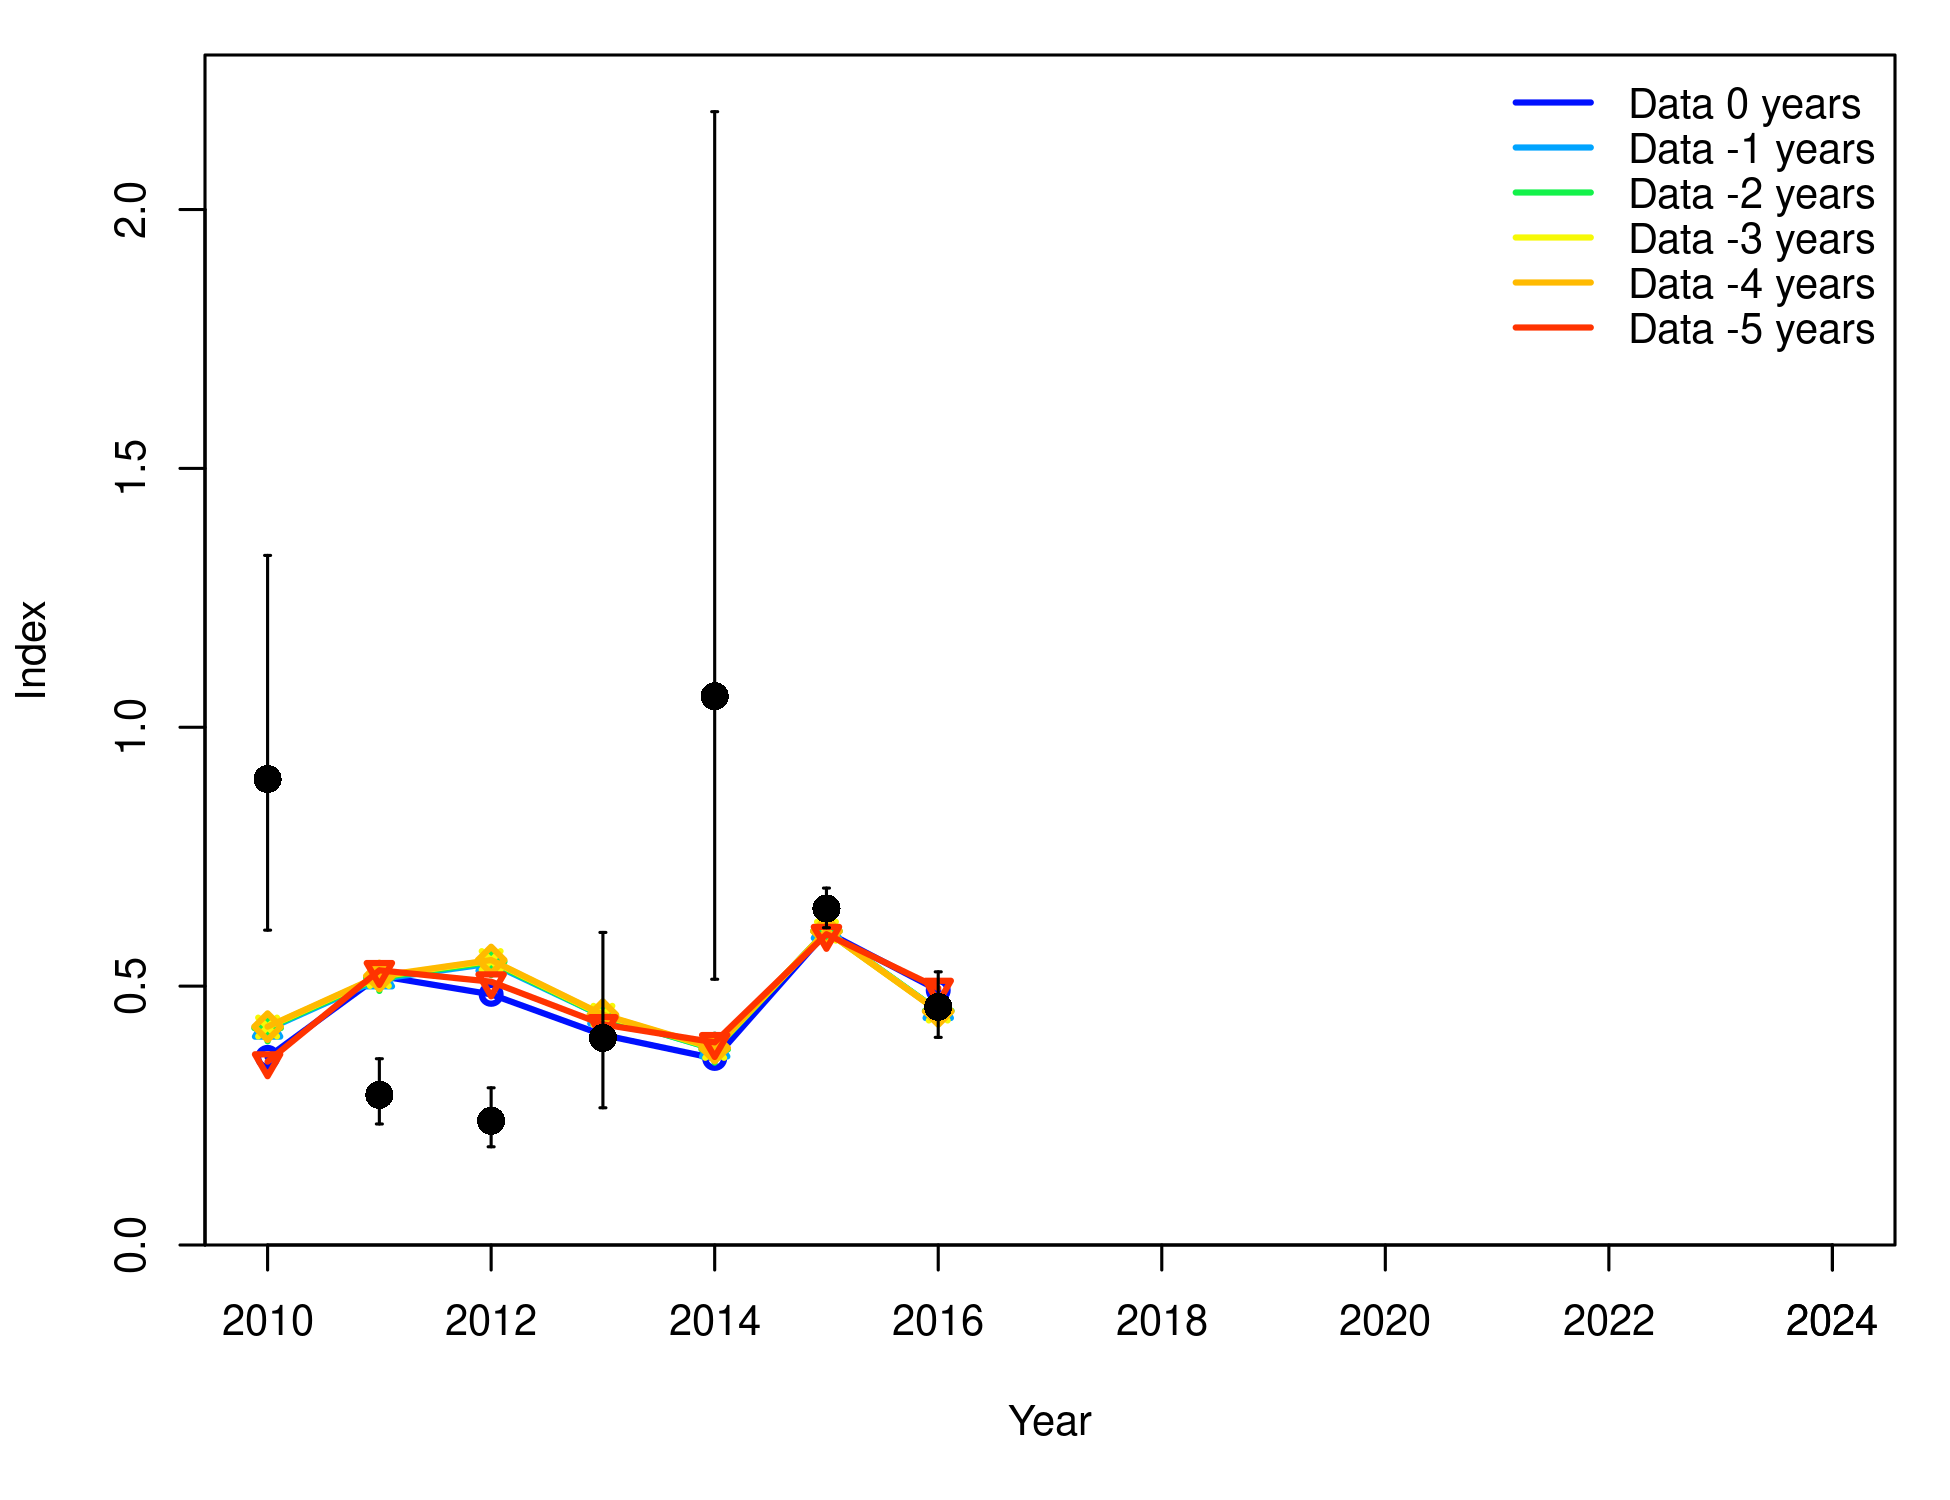 Data 0 years
Data -1 years
Data -2 years
Data -3 years
Data -4 years
Data -5 years
2.0
1.5
1.0
0.5
0.0
Index
2010 2012 2014 2016 2018 2020 2022 2024
Year